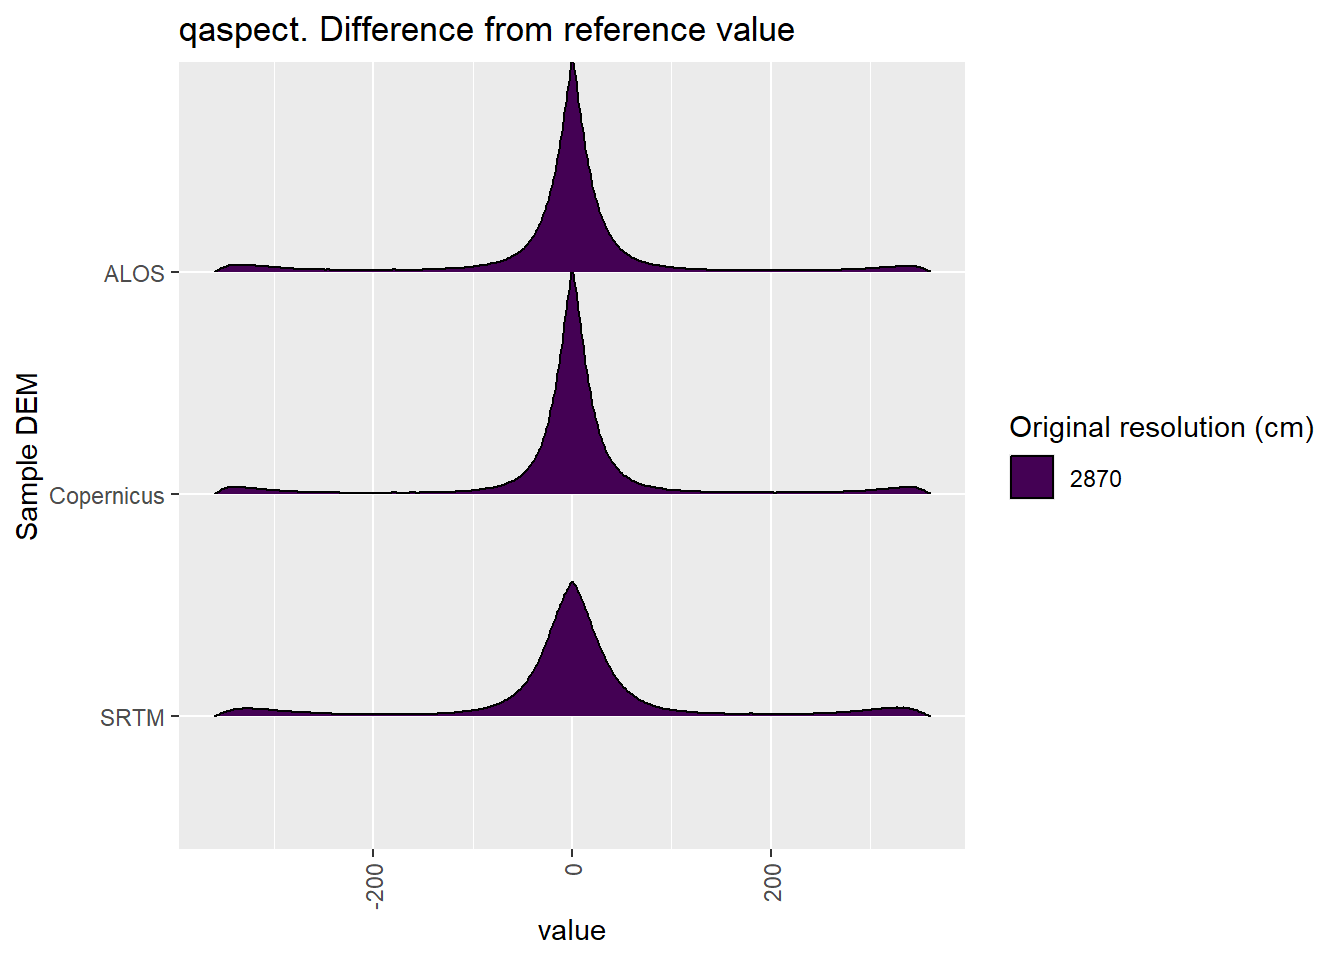 qaspect. Difference from reference value
Sample DEM
ALOS
Copernicus
SRTM
-200
0
200
value
Original resolution (cm)
2870